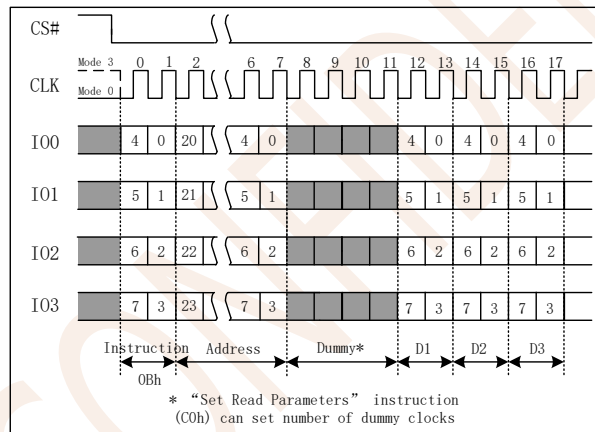 CS#
Mode 3 0 1 2 6 7 8 9 10 11 12 13 14 15 16 17
CLK
Mode 0
IO0 4 0 20 4 0 4 0 4 0 4 0
IO1 5 1 21 5 1 5 1 5 1 5 1
IO2 6 2 22 6 2 6 2 6 2 6 2
IO3 7 3 23 7 3 7 3 7 3 7 3
Instruction Address Dummy* D1 D2 D3
0Bh
* “Set Read Parameters” instruction
(C0h) can set number of dummy clocks